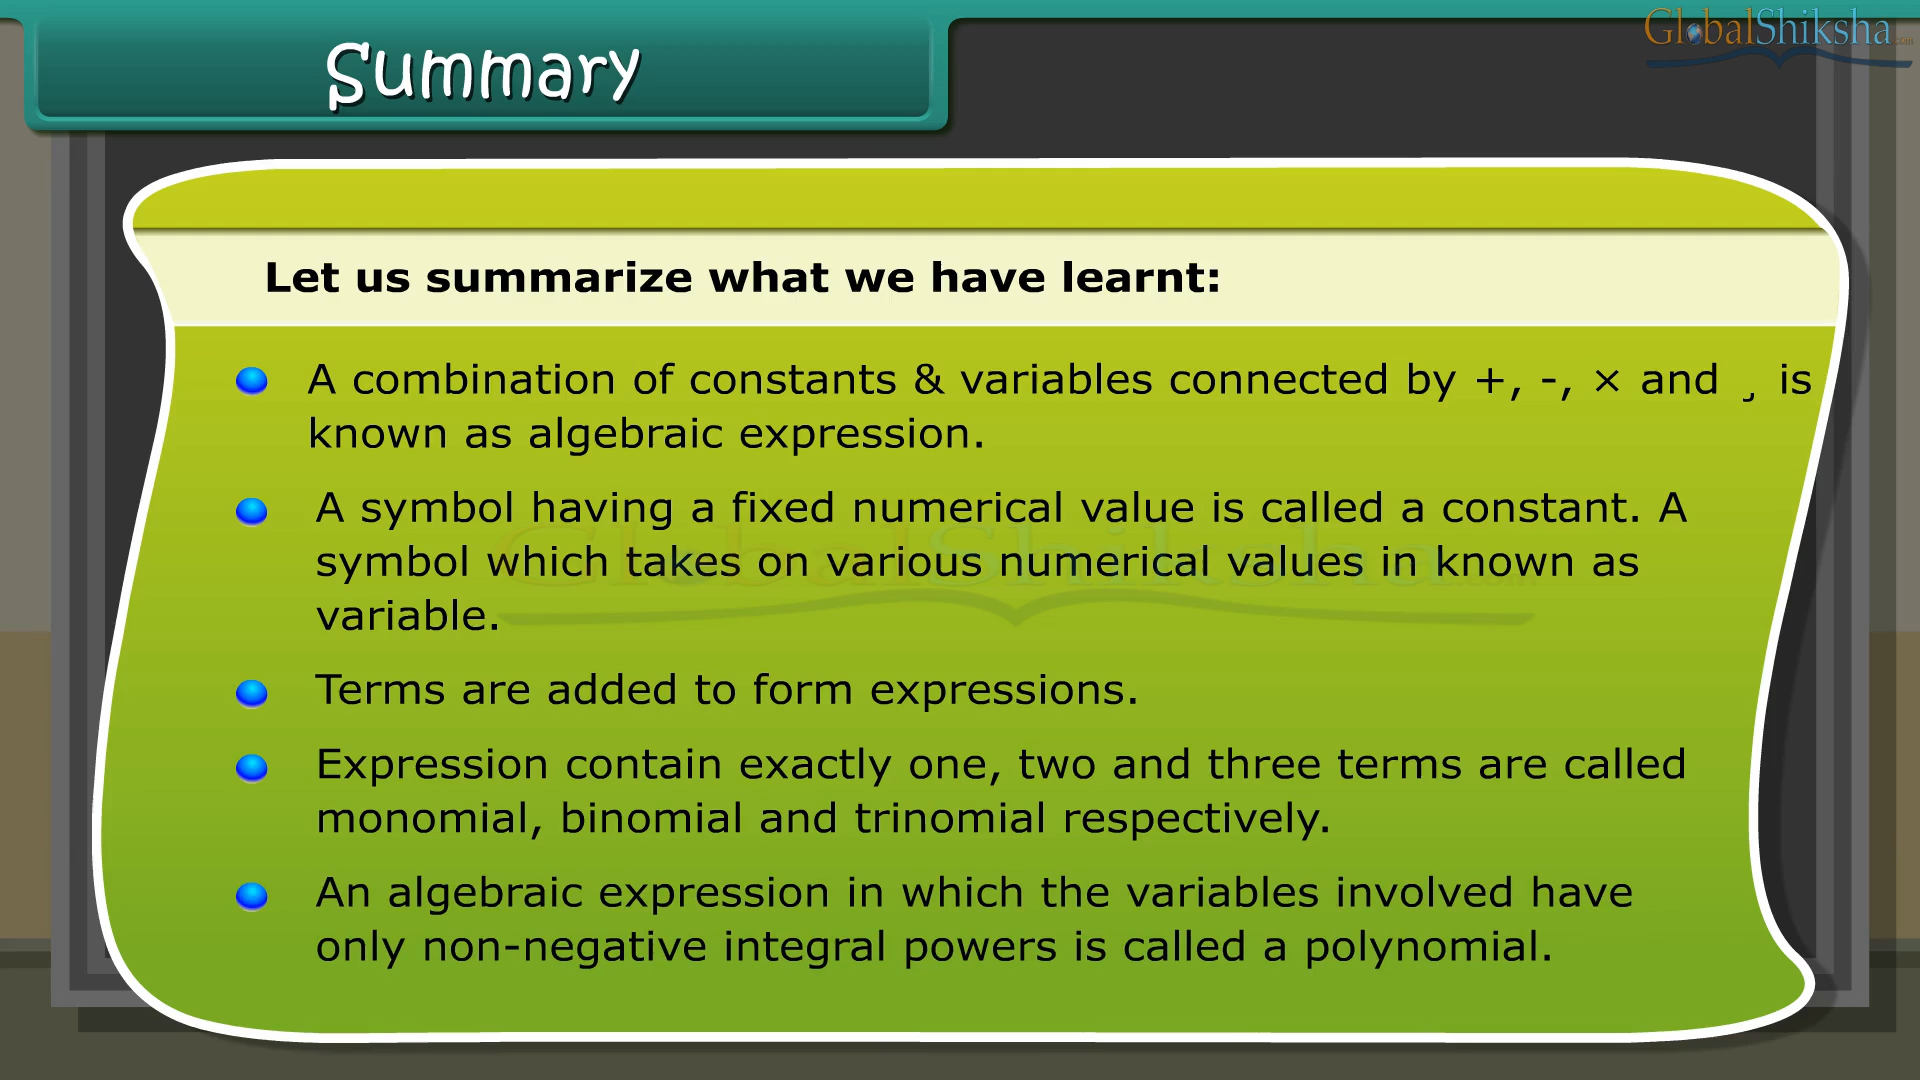 Summary
GlobalShiksha.com
Let us summarize what we have learnt:
A combination of constants & variables connected by +, -, × and ¸ is
known as algebraic expression.
A symbol having a fixed numerical value is called a constant. A
symbol which takes on various numerical values in known as
variable.
Terms are added to form expressions.
Expression contain exactly one, two and three terms are called
monomial, binomial and trinomial respectively.
An algebraic expression in which the variables involved have
only non-negative integral powers is called a polynomial.